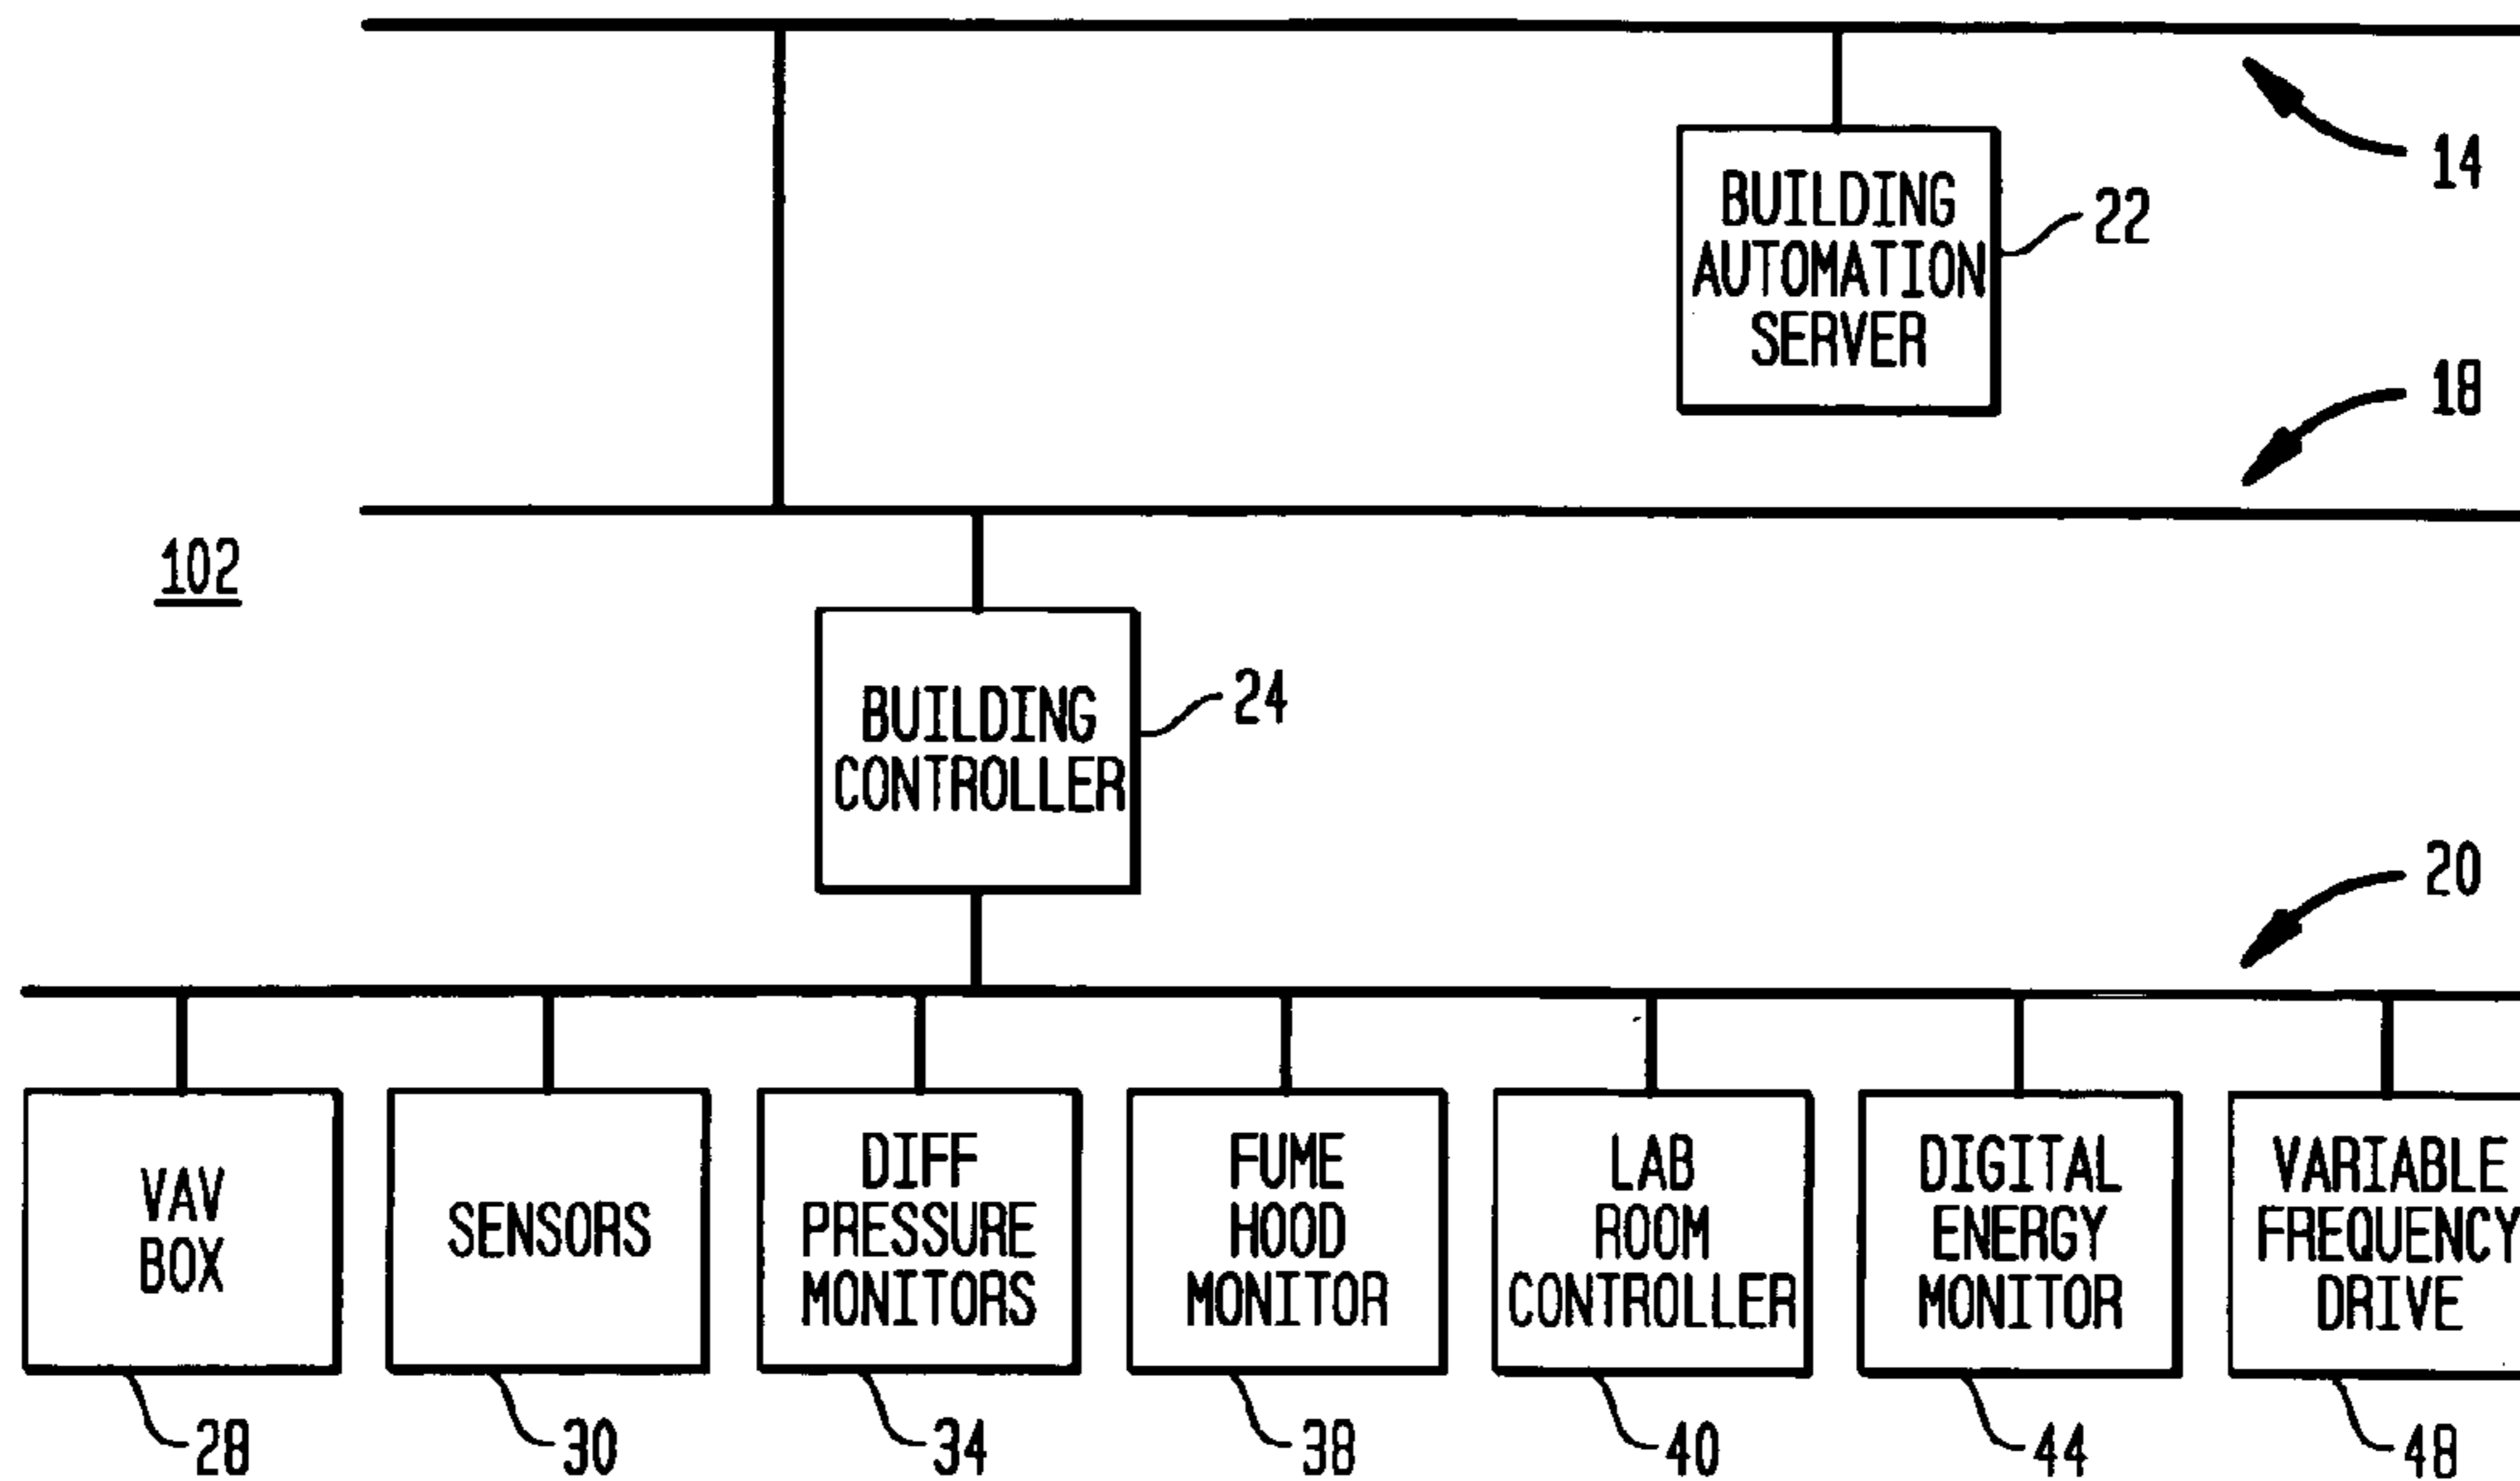 14
BUILDING
AUTOMATION
SERVER
22
18
102
BUILDING
CONTROLLER
24
20
VAV
BOX
SENSORS
DIFF
PRESSURE
MONITORS
FUME
HOOD
MONITOR
LAB
ROOM
CONTROLLER
DIGITAL
ENERGY
MONITOR
VARIABLE
FREQUENCY
DRIVE
28
30
34
38
40
44
48